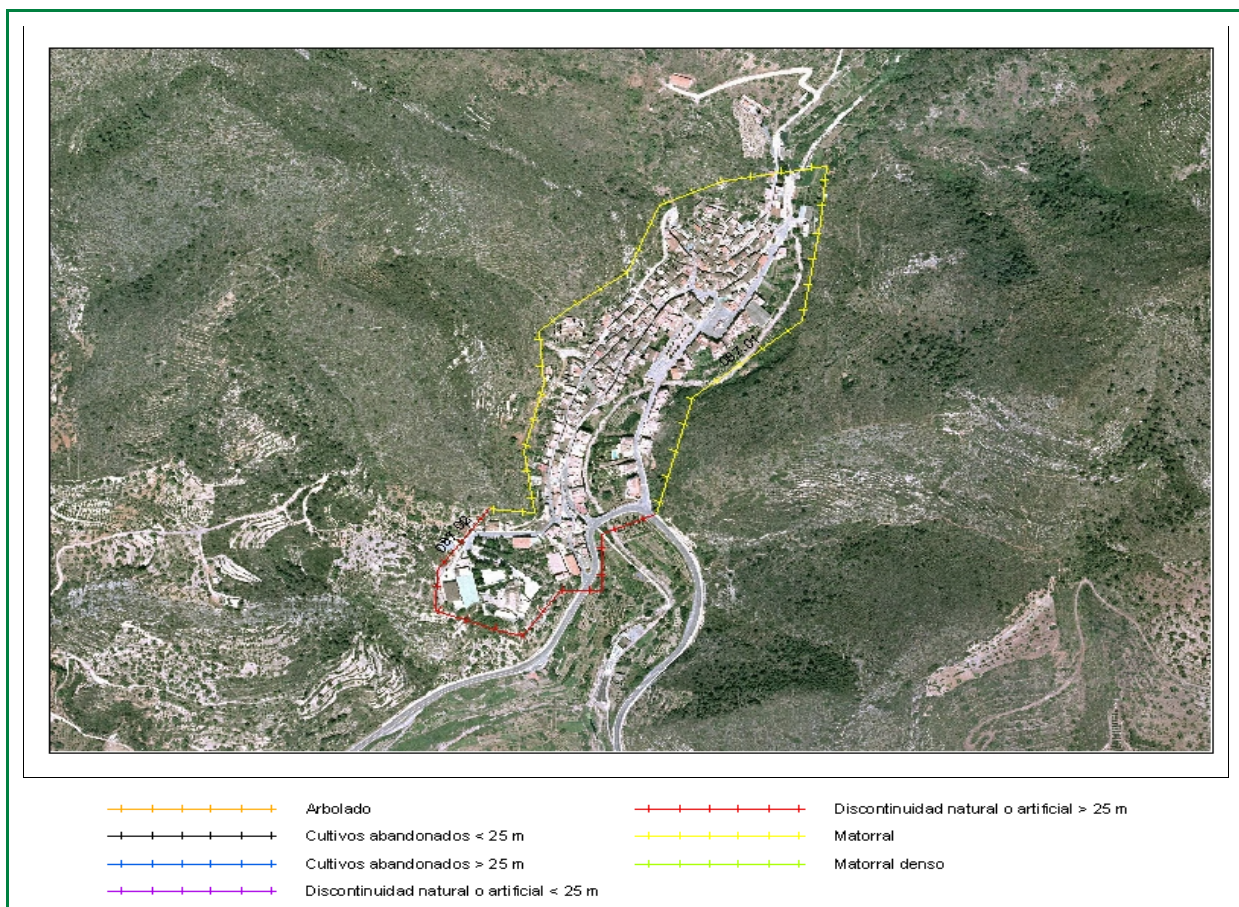 Arbolado
Cultivos abandonados < 25 m
Cultivos abandonados > 25 m
Discontinuidad natural o artificial < 25 m
Discontinuidad natural o artificial > 25 m
Matorral
Matorral denso